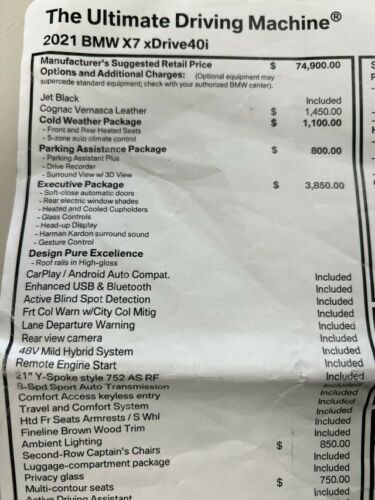 The Ultimate Driving Machine®
2021 BMW X7 xDrive40i
Manufacturer's Suggested Retail Price $ 74,900.00
Options and Additional Charges: (Optional equipment may
supercede standard equipment; check with your authorized BMW center).
Jet Black Included
Cognac Vernasca Leather $ 1,450.00
Cold Weather Package $ 1,100.00
- Front and Rear Heated Seats
- 5-zone auto climate control
Parking Assistance Package $ 800.00
- Parking Assistant Plus
- Drive Recorder
- Surround View w/ 3D View
Executive Package $ 3,850.00
- Soft-close automatic doors
- Rear electric window shades
- Heated and Cooled Cupholders
- Glass Controls
- Head-up Display
- Harman Kardon surround sound
- Gesture Control
Design Pure Excellence
- Roof rails in High-gloss
CarPlay / Android Auto Compat. Included
Enhanced USB & Bluetooth Included
Active Blind Spot Detection Included
Frt Col Warn w/City Col Mitig Included
Lane Departure Warning Included
Rear view camera Included
48V Mild Hybrid System Included
Remote Engine Start Included
21" Y-Spoke style 752 AS RF Included
8-Spd Sport Auto Transmission Included
Comfort Access keyless entry Included
Travel and Comfort System Included
Htd Fr Seats Armrests / S Whl Included
Fineline Brown Wood Trim Included
Ambient Lighting Included
Second-Row Captain's Chairs $ 850.00
Luggage-compartment package Included
Privacy glass Included
Multi-contour seats $ 750.00
Active Driving Assistant Included